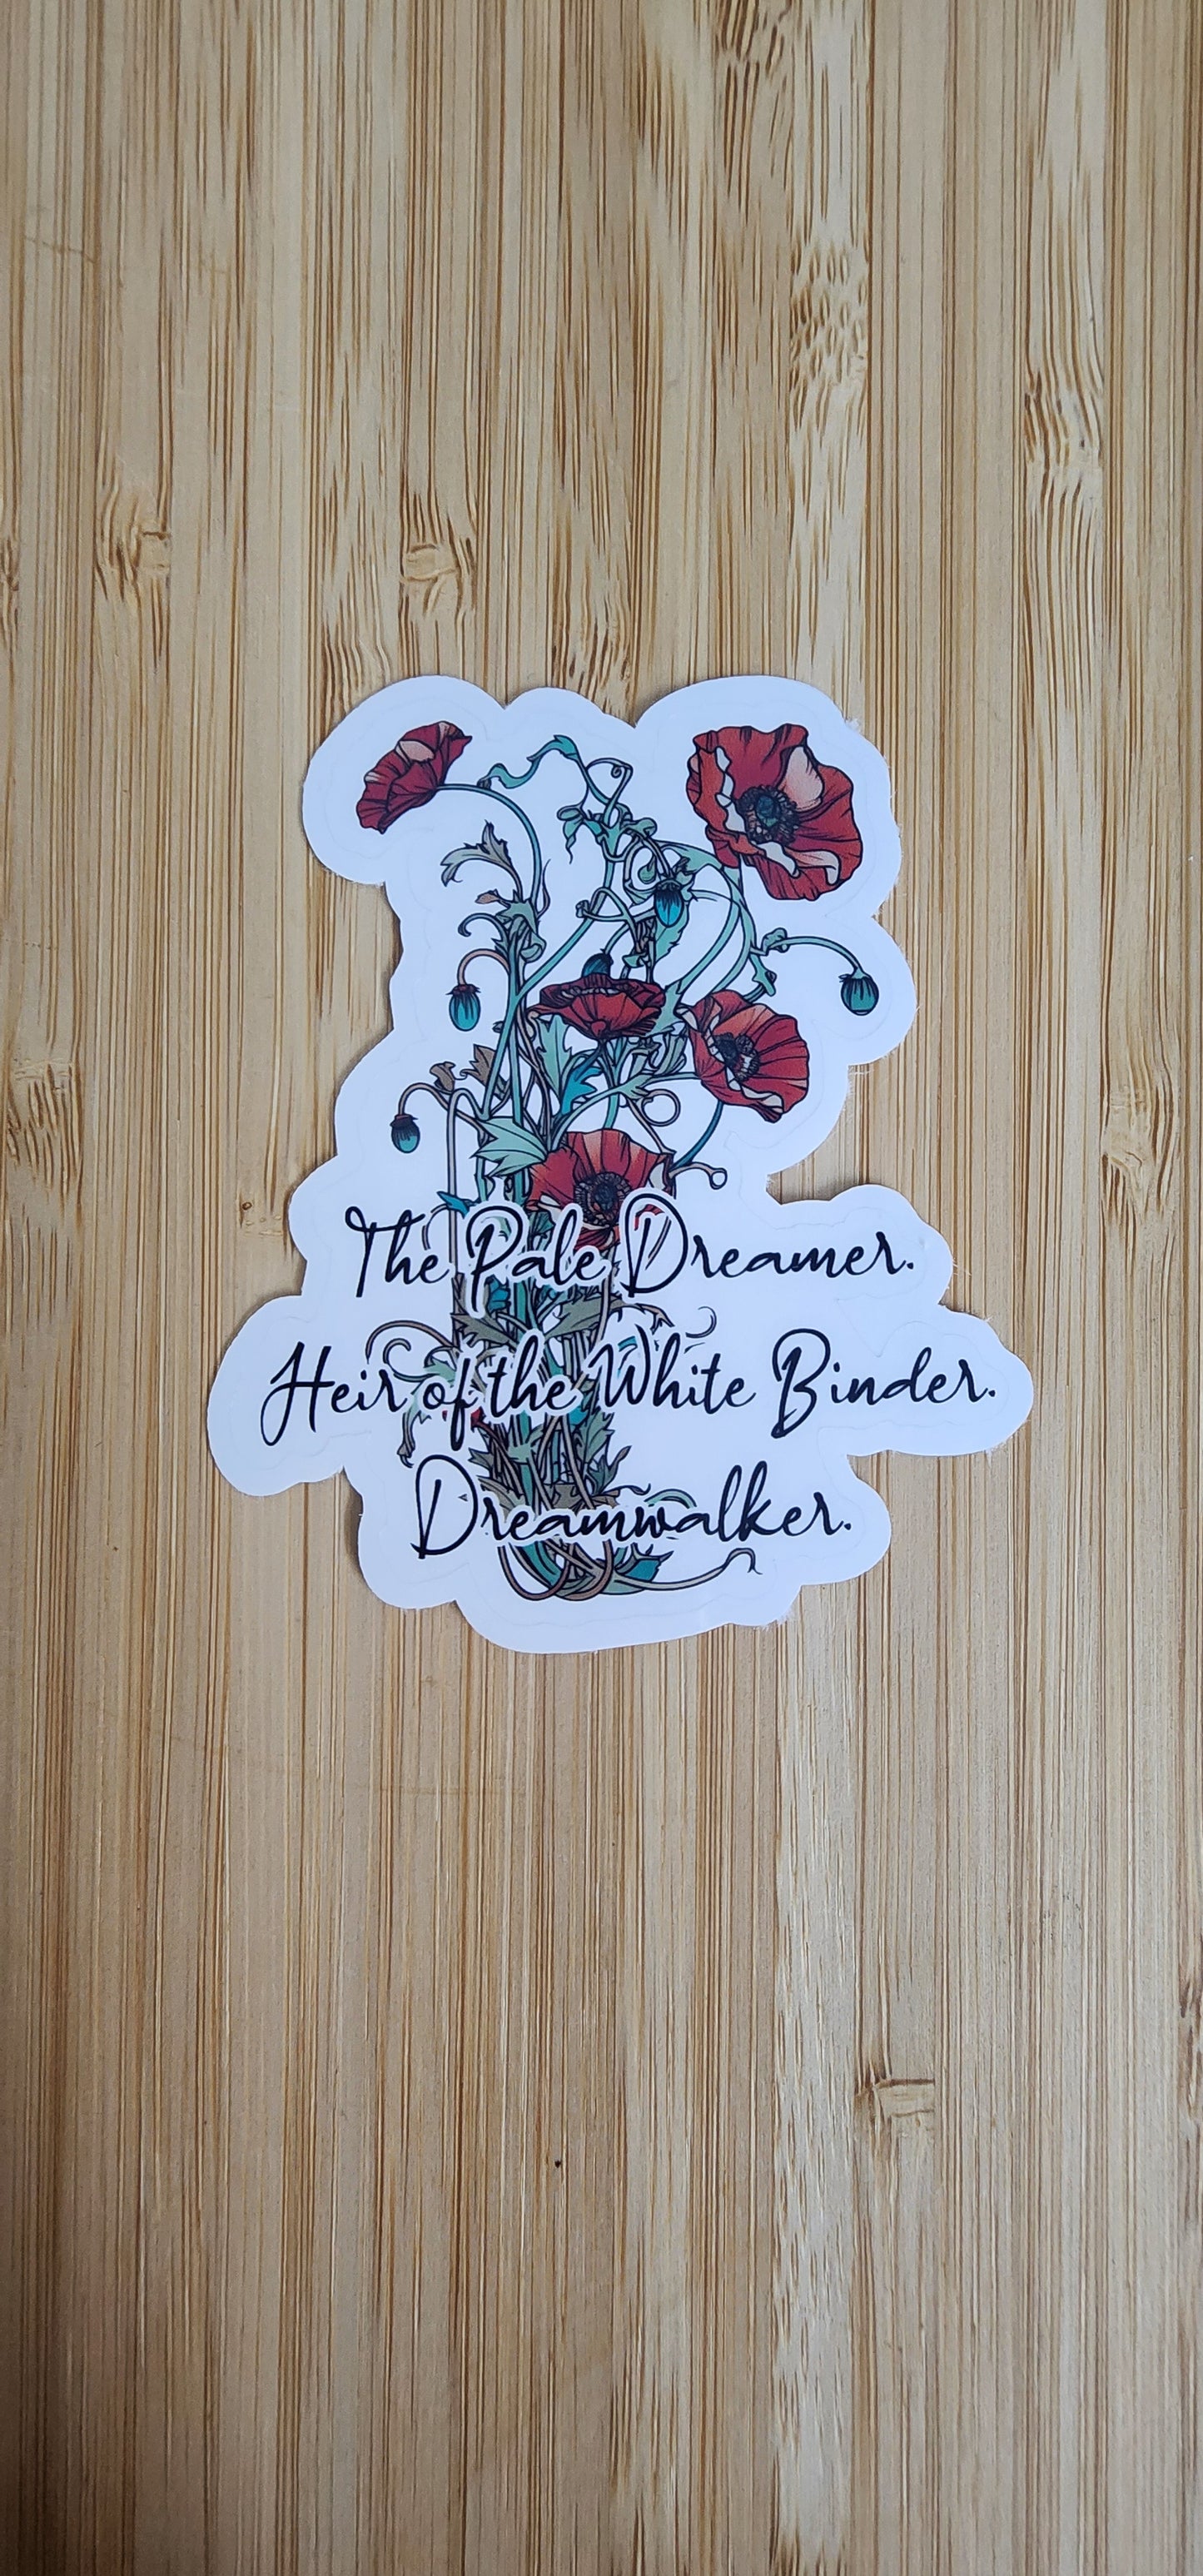 The Pale Dreamer.
Heir of the White Binder.
Dreamwalker.